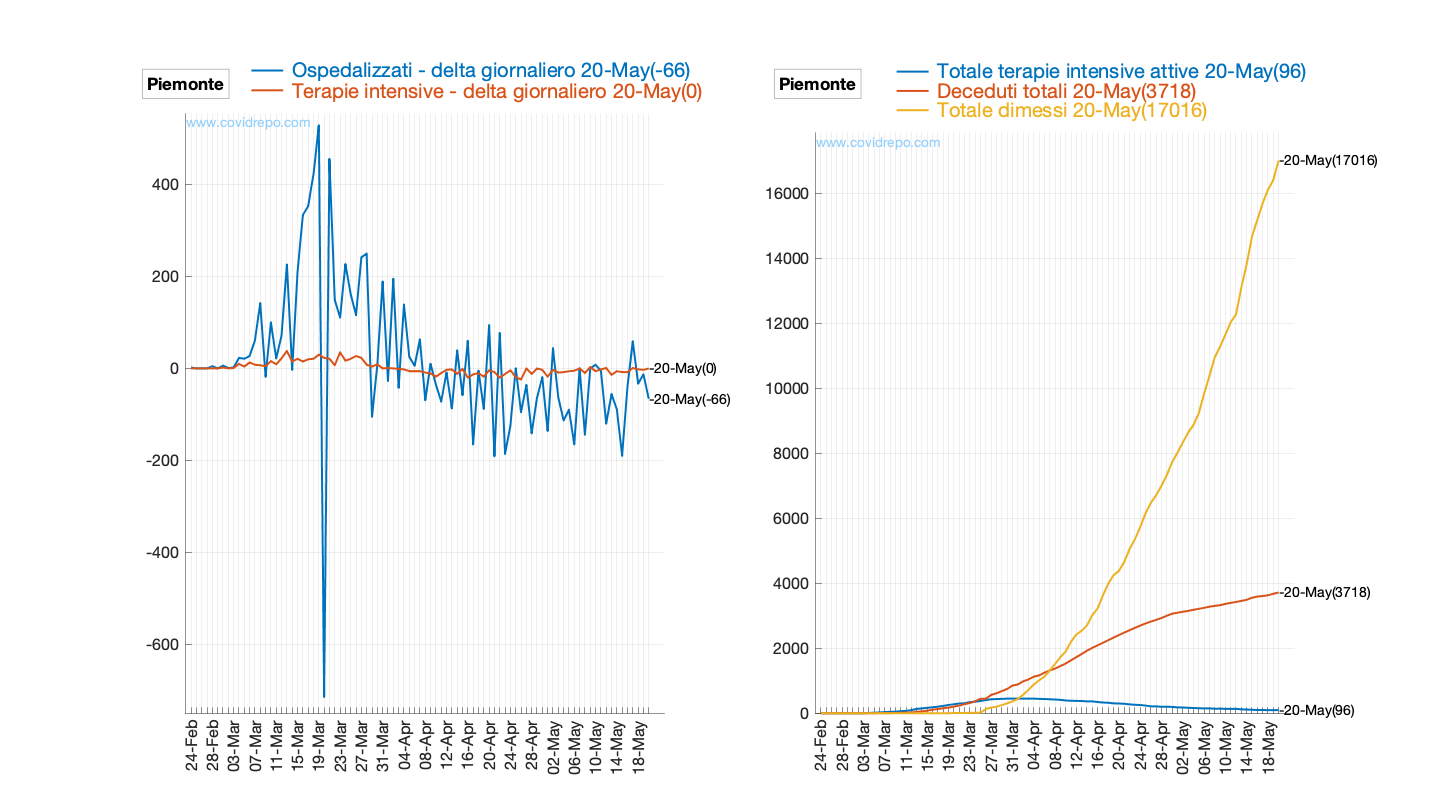 Piemonte
Ospedalizzati - delta giornaliero 20-May(-66)
Terapie intensive - delta giornaliero 20-May(0)
www.covidrepo.com
400
200
0
-200
-400
-600
-20-May(0)
-20-May(-66)
24-Feb
28-Feb
03-Mar
07-Mar
11-Mar
15-Mar
19-Mar
23-Mar
27-Mar
31-Mar
04-Apr
08-Apr
12-Apr
16-Apr
20-Apr
24-Apr
28-Apr
02-May
06-May
10-May
14-May
18-May
Piemonte
Totale terapie intensive attive 20-May(96)
Deceduti totali 20-May(3718)
Totale dimessi 20-May(17016)
www.covidrepo.com
16000
14000
12000
10000
8000
6000
4000
2000
0
-20-May(17016)
-20-May(3718)
-20-May(96)
24-Feb
28-Feb
03-Mar
07-Mar
11-Mar
15-Mar
19-Mar
23-Mar
27-Mar
31-Mar
04-Apr
08-Apr
12-Apr
16-Apr
20-Apr
24-Apr
28-Apr
02-May
06-May
10-May
14-May
18-May